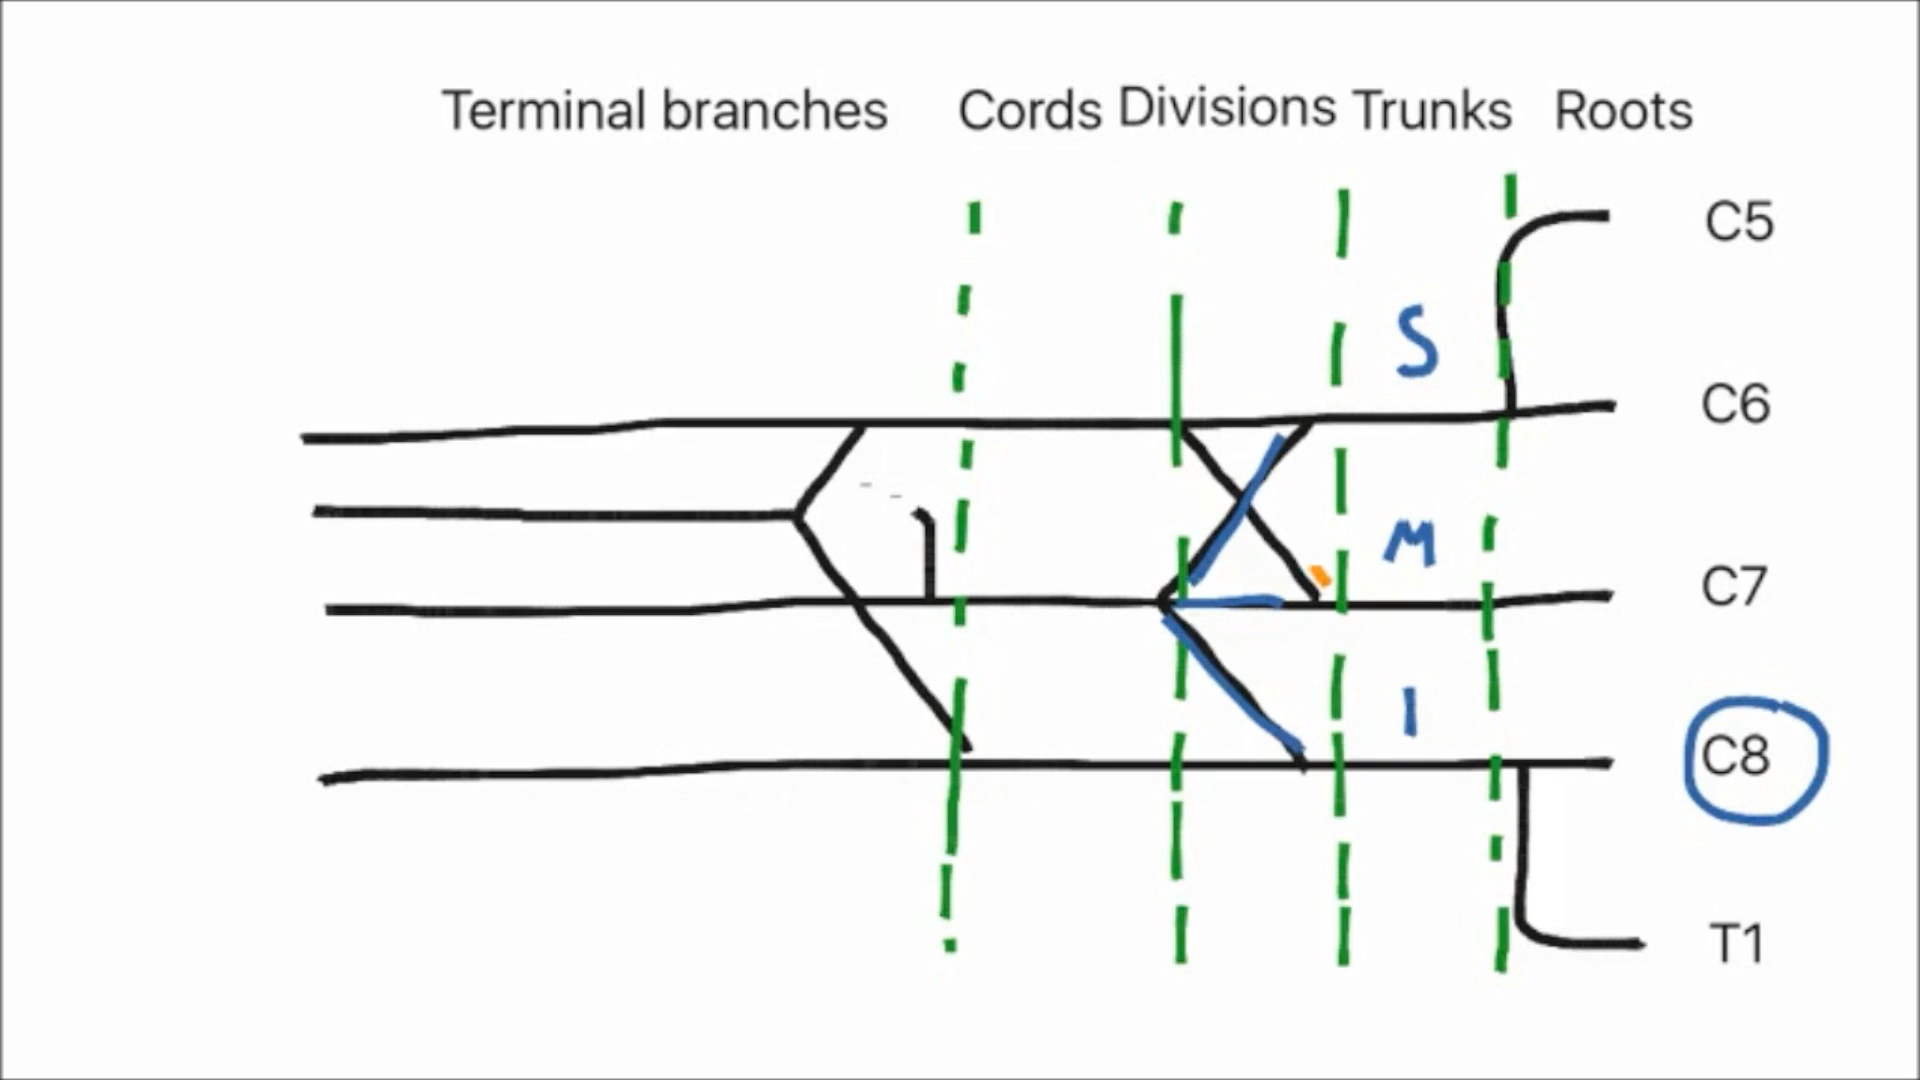 Terminal branches Cords Divisions Trunks Roots
C5
S
C6
M
C7
I
C8
T1